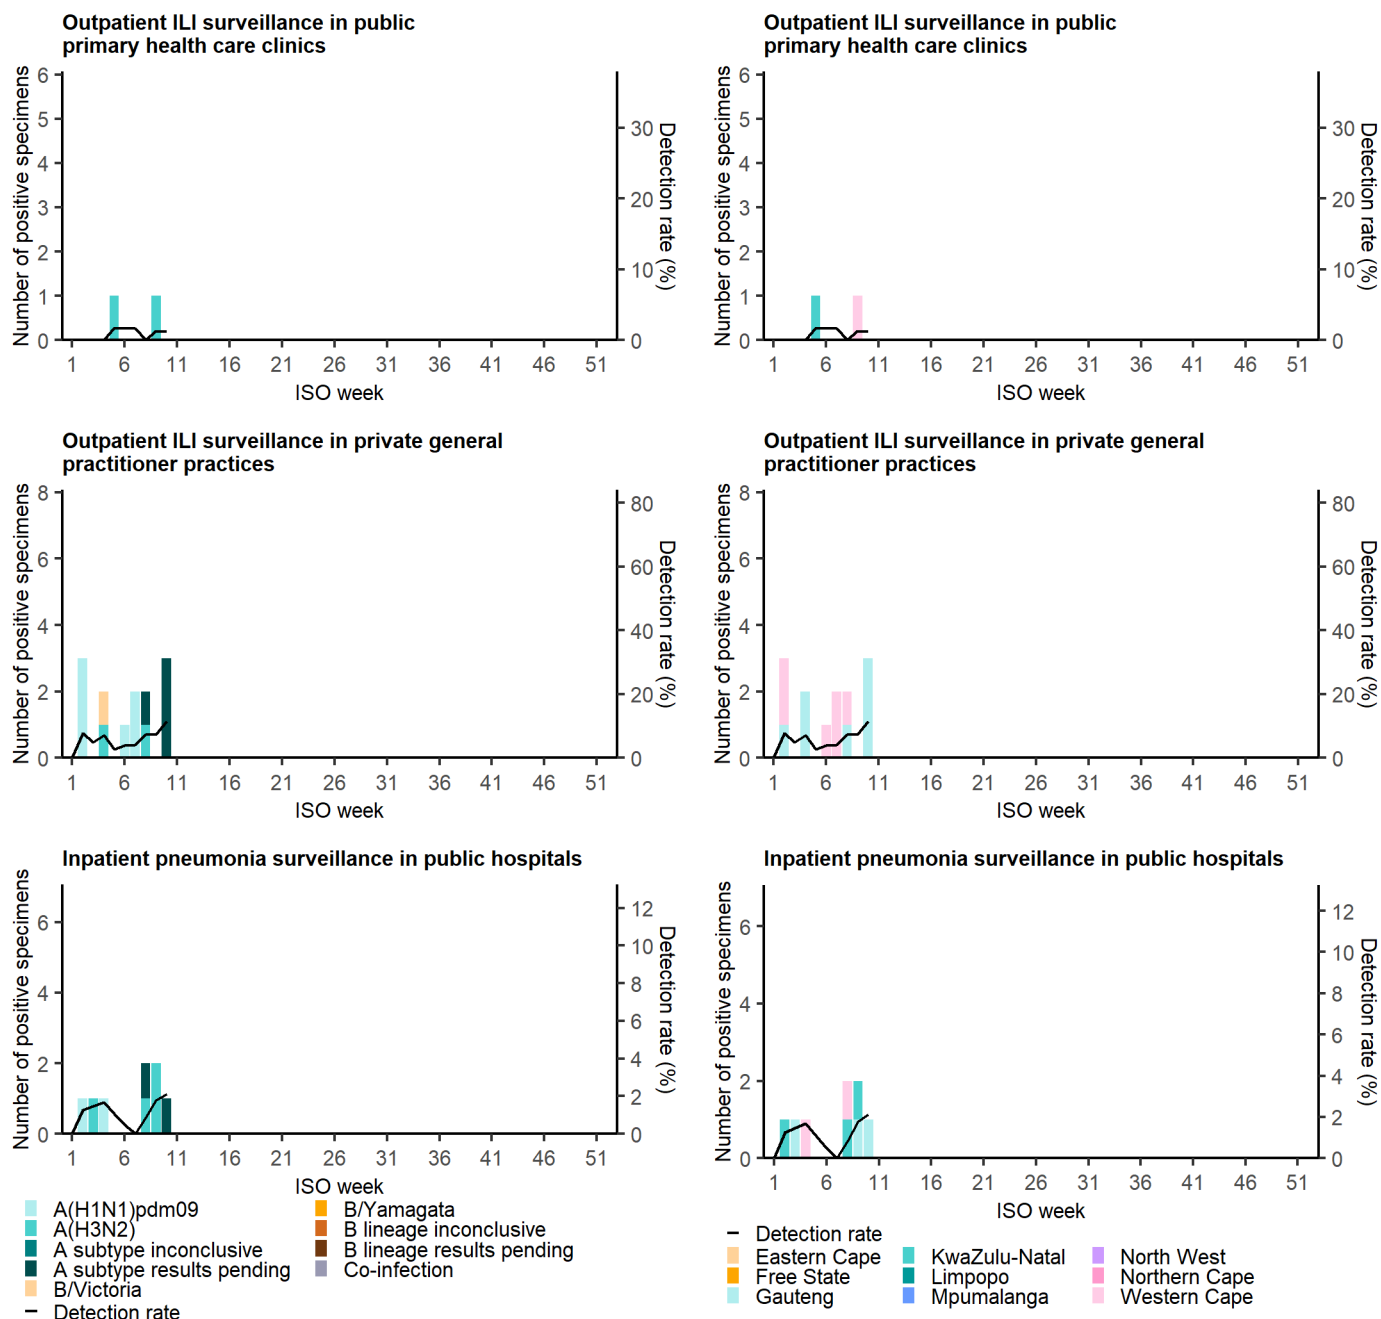 Outpatient ILI surveillance in public
primary health care clinics
Number of positive specimens
6
5
4
3
2
1
0
30
20
10
0
Detection rate (%)
1 6 11 16 21 26 31 36 41 46 51
ISO week
Outpatient ILI surveillance in public
primary health care clinics
Number of positive specimens
6
5
4
3
2
1
0
30
20
10
0
Detection rate (%)
1 6 11 16 21 26 31 36 41 46 51
ISO week
Outpatient ILI surveillance in private general
practitioner practices
Number of positive specimens
8
6
4
2
0
80
60
40
20
0
Detection rate (%)
1 6 11 16 21 26 31 36 41 46 51
ISO week
Outpatient ILI surveillance in private general
practitioner practices
Number of positive specimens
8
6
4
2
0
80
60
40
20
0
Detection rate (%)
1 6 11 16 21 26 31 36 41 46 51
ISO week
Inpatient pneumonia surveillance in public hospitals
Number of positive specimens
6
4
2
0
12
10
8
6
4
2
0
Detection rate (%)
1 6 11 16 21 26 31 36 41 46 51
ISO week
A(H1N1)pdm09
A(H3N2)
A subtype inconclusive
A subtype results pending
B/Victoria
Detection rate
B/Yamagata
B lineage inconclusive
B lineage results pending
Co-infection
Inpatient pneumonia surveillance in public hospitals
Number of positive specimens
6
4
2
0
12
10
8
6
4
2
0
Detection rate (%)
1 6 11 16 21 26 31 36 41 46 51
ISO week
Detection rate
Eastern Cape
Free State
Gauteng
KwaZulu-Natal
Limpopo
Mpumalanga
North West
Northern Cape
Western Cape